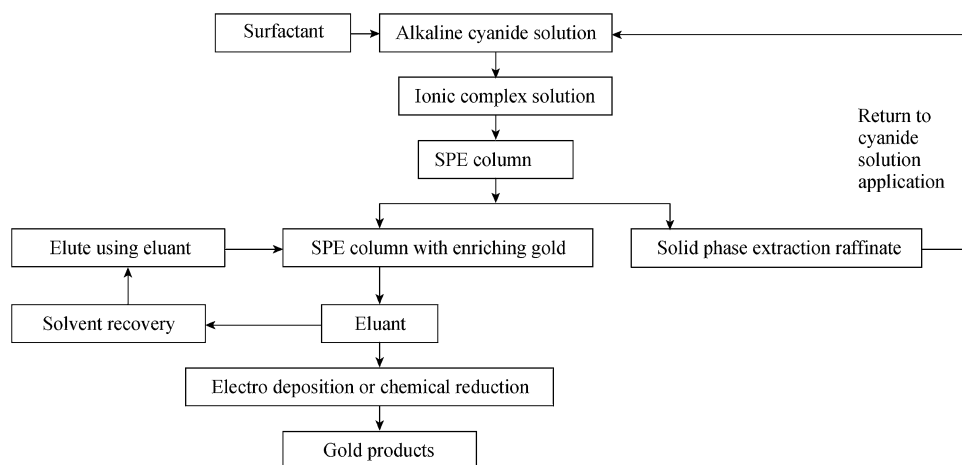 Surfactant
Alkaline cyanide solution
Ionic complex solution
Return to
cyanide
solution
application
SPE column
Elute using eluant
SPE column with enriching gold
Solid phase extraction raffinate
Solvent recovery
Eluant
Electro deposition or chemical reduction
Gold products